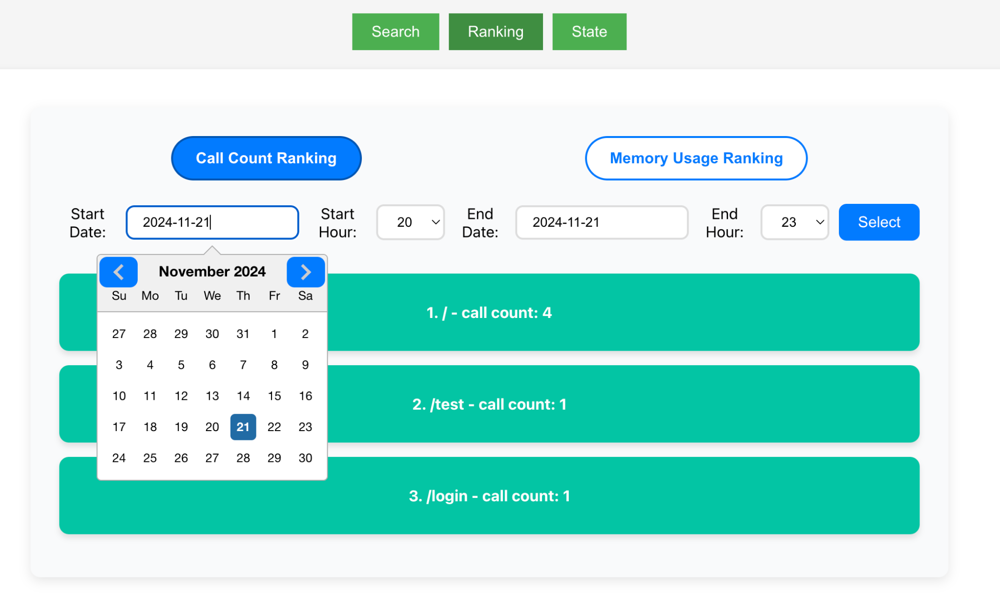 Search Ranking State
Call Count Ranking Memory Usage Ranking
Start Date: 2024-11-21 Start Hour: 20 End Date: 2024-11-21 End Hour: 23 Select
November 2024
Su Mo Tu We Th Fr Sa
27 28 29 30 31 1 2
3 4 5 6 7 8 9
10 11 12 13 14 15 16
17 18 19 20 21 22 23
24 25 26 27 28 29 30
1. / - call count: 4
2. /test - call count: 1
3. /login - call count: 1